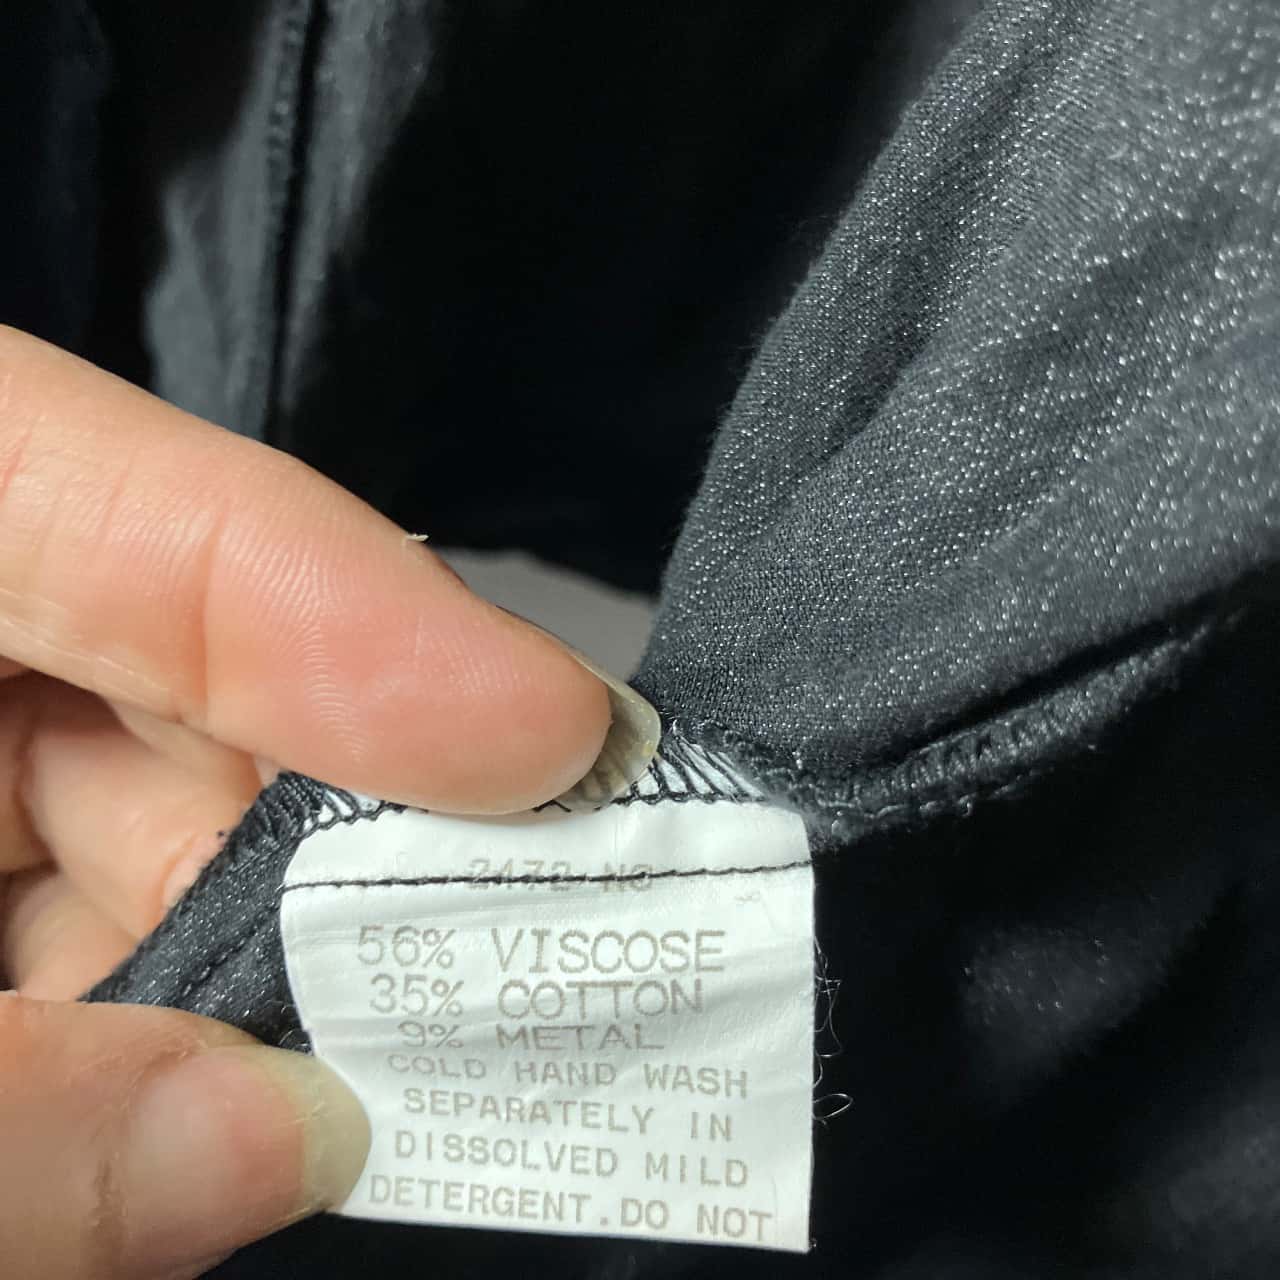 2472 NG
56% VISCOSE
35% COTTON
9% METAL
COLD HAND WASH
SEPARATELY IN
DISSOLVED MILD
DETERGENT.DO NOT